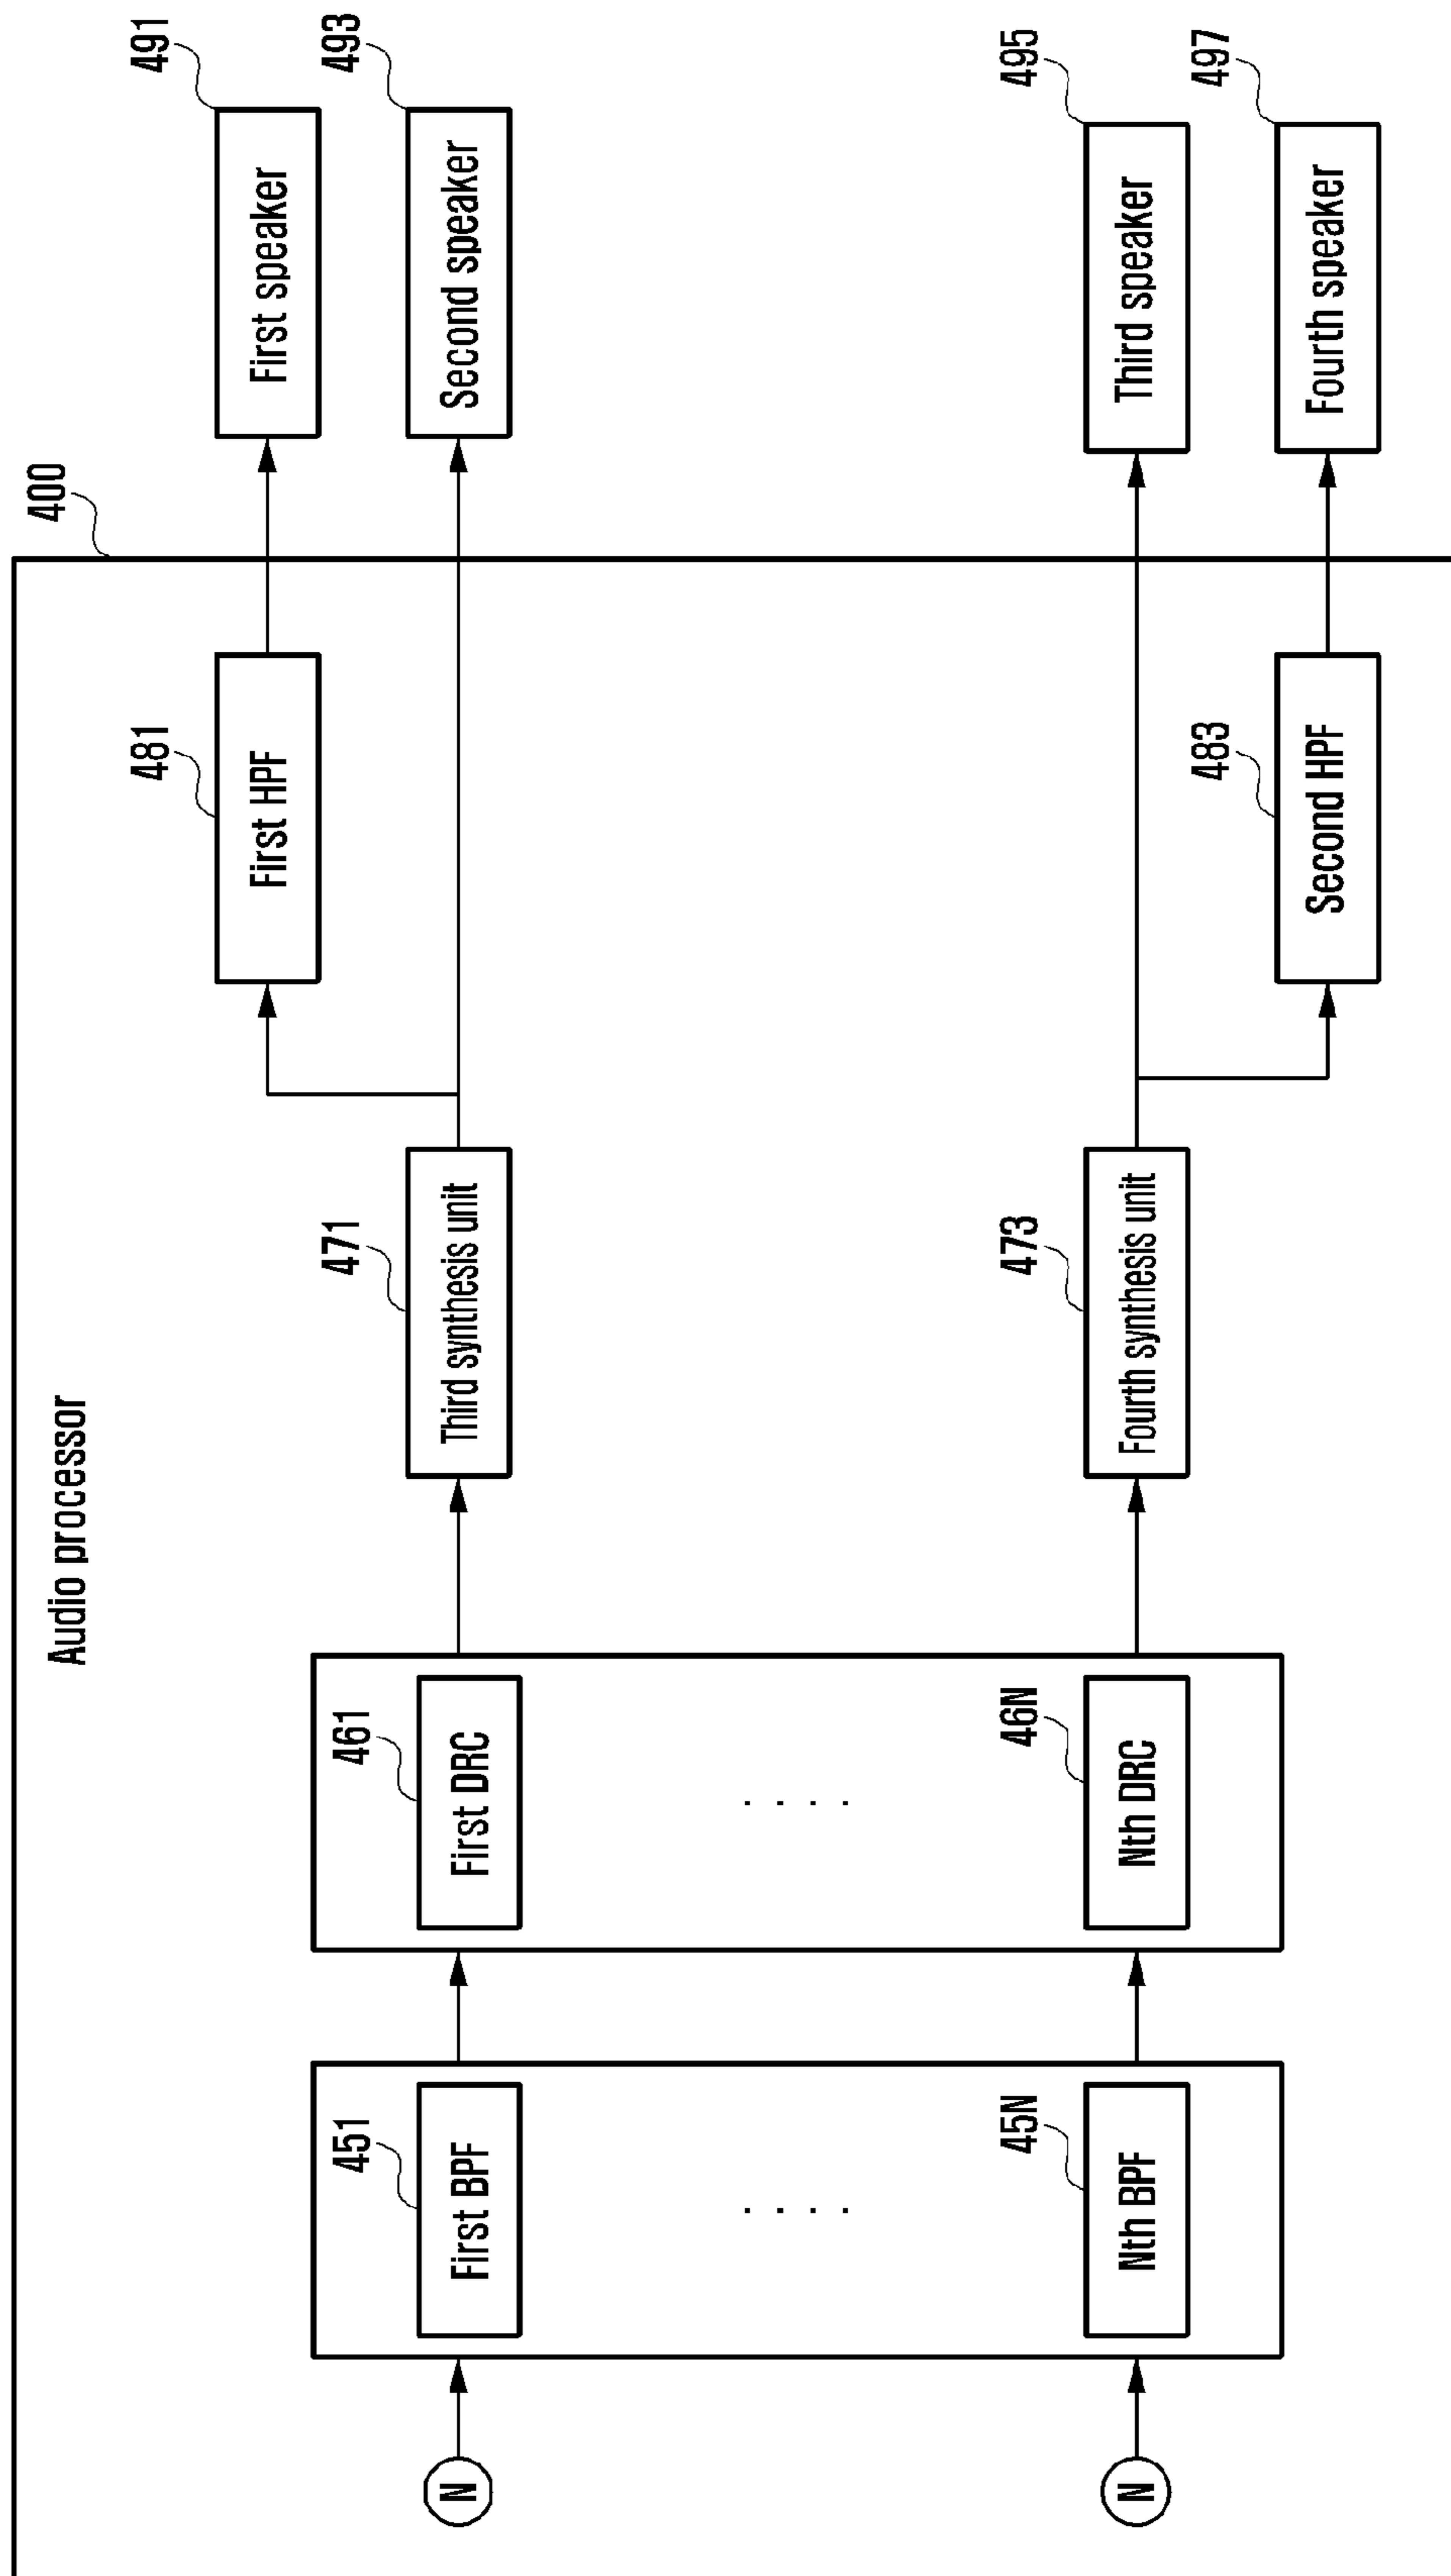 400
Audio processor
N
N
451
First BPF
. . . .
45N
Nth BPF
461
First DRC
. . . .
46N
Nth DRC
471
Third synthesis unit
473
Fourth synthesis unit
481
First HPF
483
Second HPF
491
First speaker
493
Second speaker
495
Third speaker
497
Fourth speaker